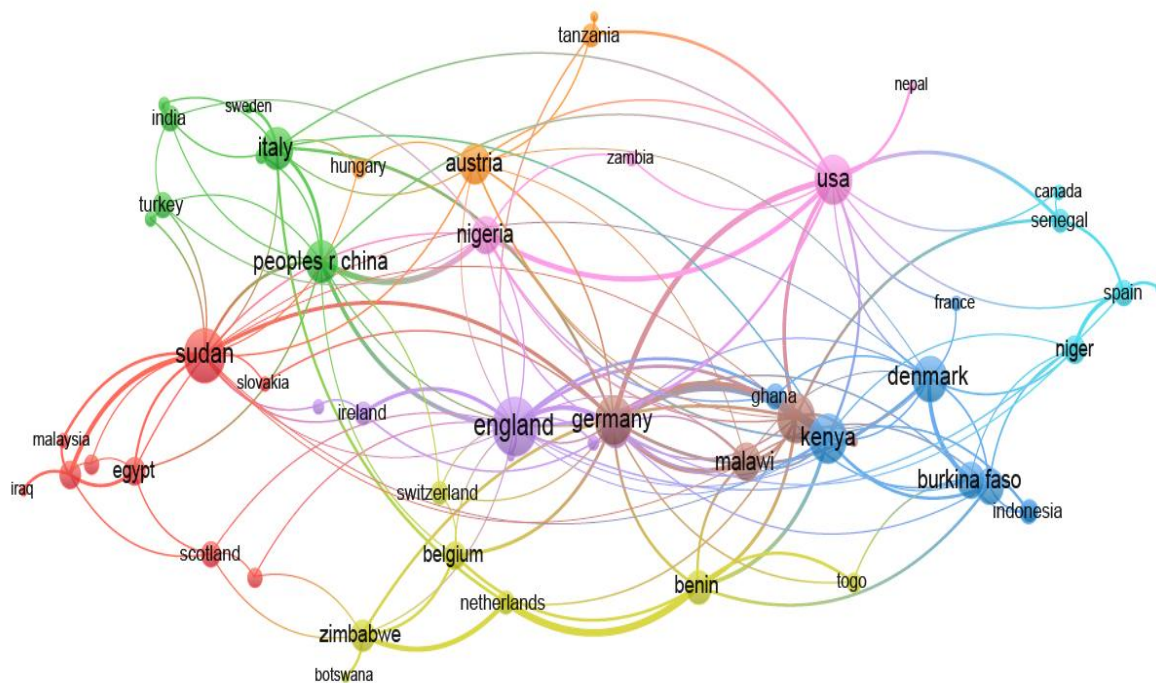 tanzania
nepal
sweden
india
italy
hungary
austria
zambia
usa
canada
turkey
senegal
nigeria
peoples r china
spain
france
niger
sudan
slovakia
denmark
ghana
ireland
england
germany
kenya
malaysia
malawi
egypt
iraq
switzerland
burkina faso
indonesia
scotland
belgium
benin
togo
netherlands
zimbabwe
botswana